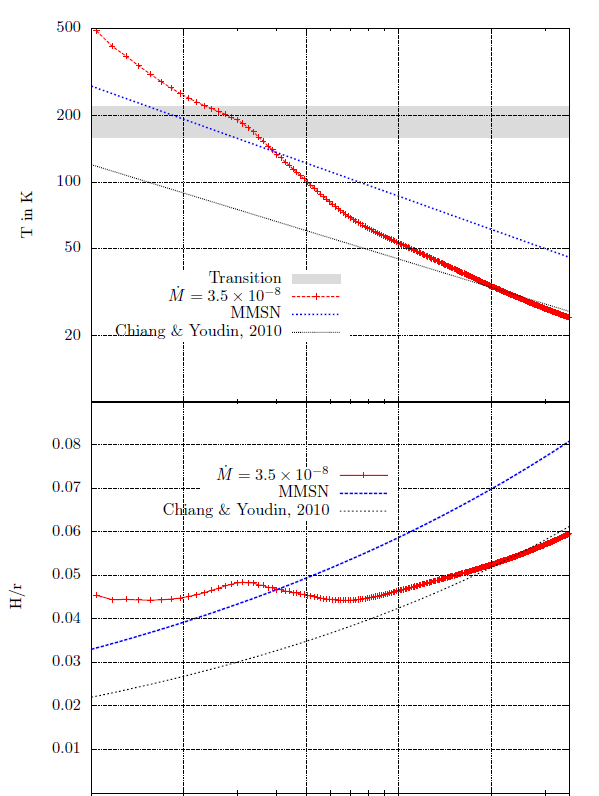 500
200
100
50
20
T in K
Transition
Ṁ = 3.5 × 10⁻⁸
MMSN
Chiang & Youdin, 2010
0.08
0.07
0.06
0.05
0.04
0.03
0.02
0.01
H/r
Ṁ = 3.5 × 10⁻⁸
MMSN
Chiang & Youdin, 2010